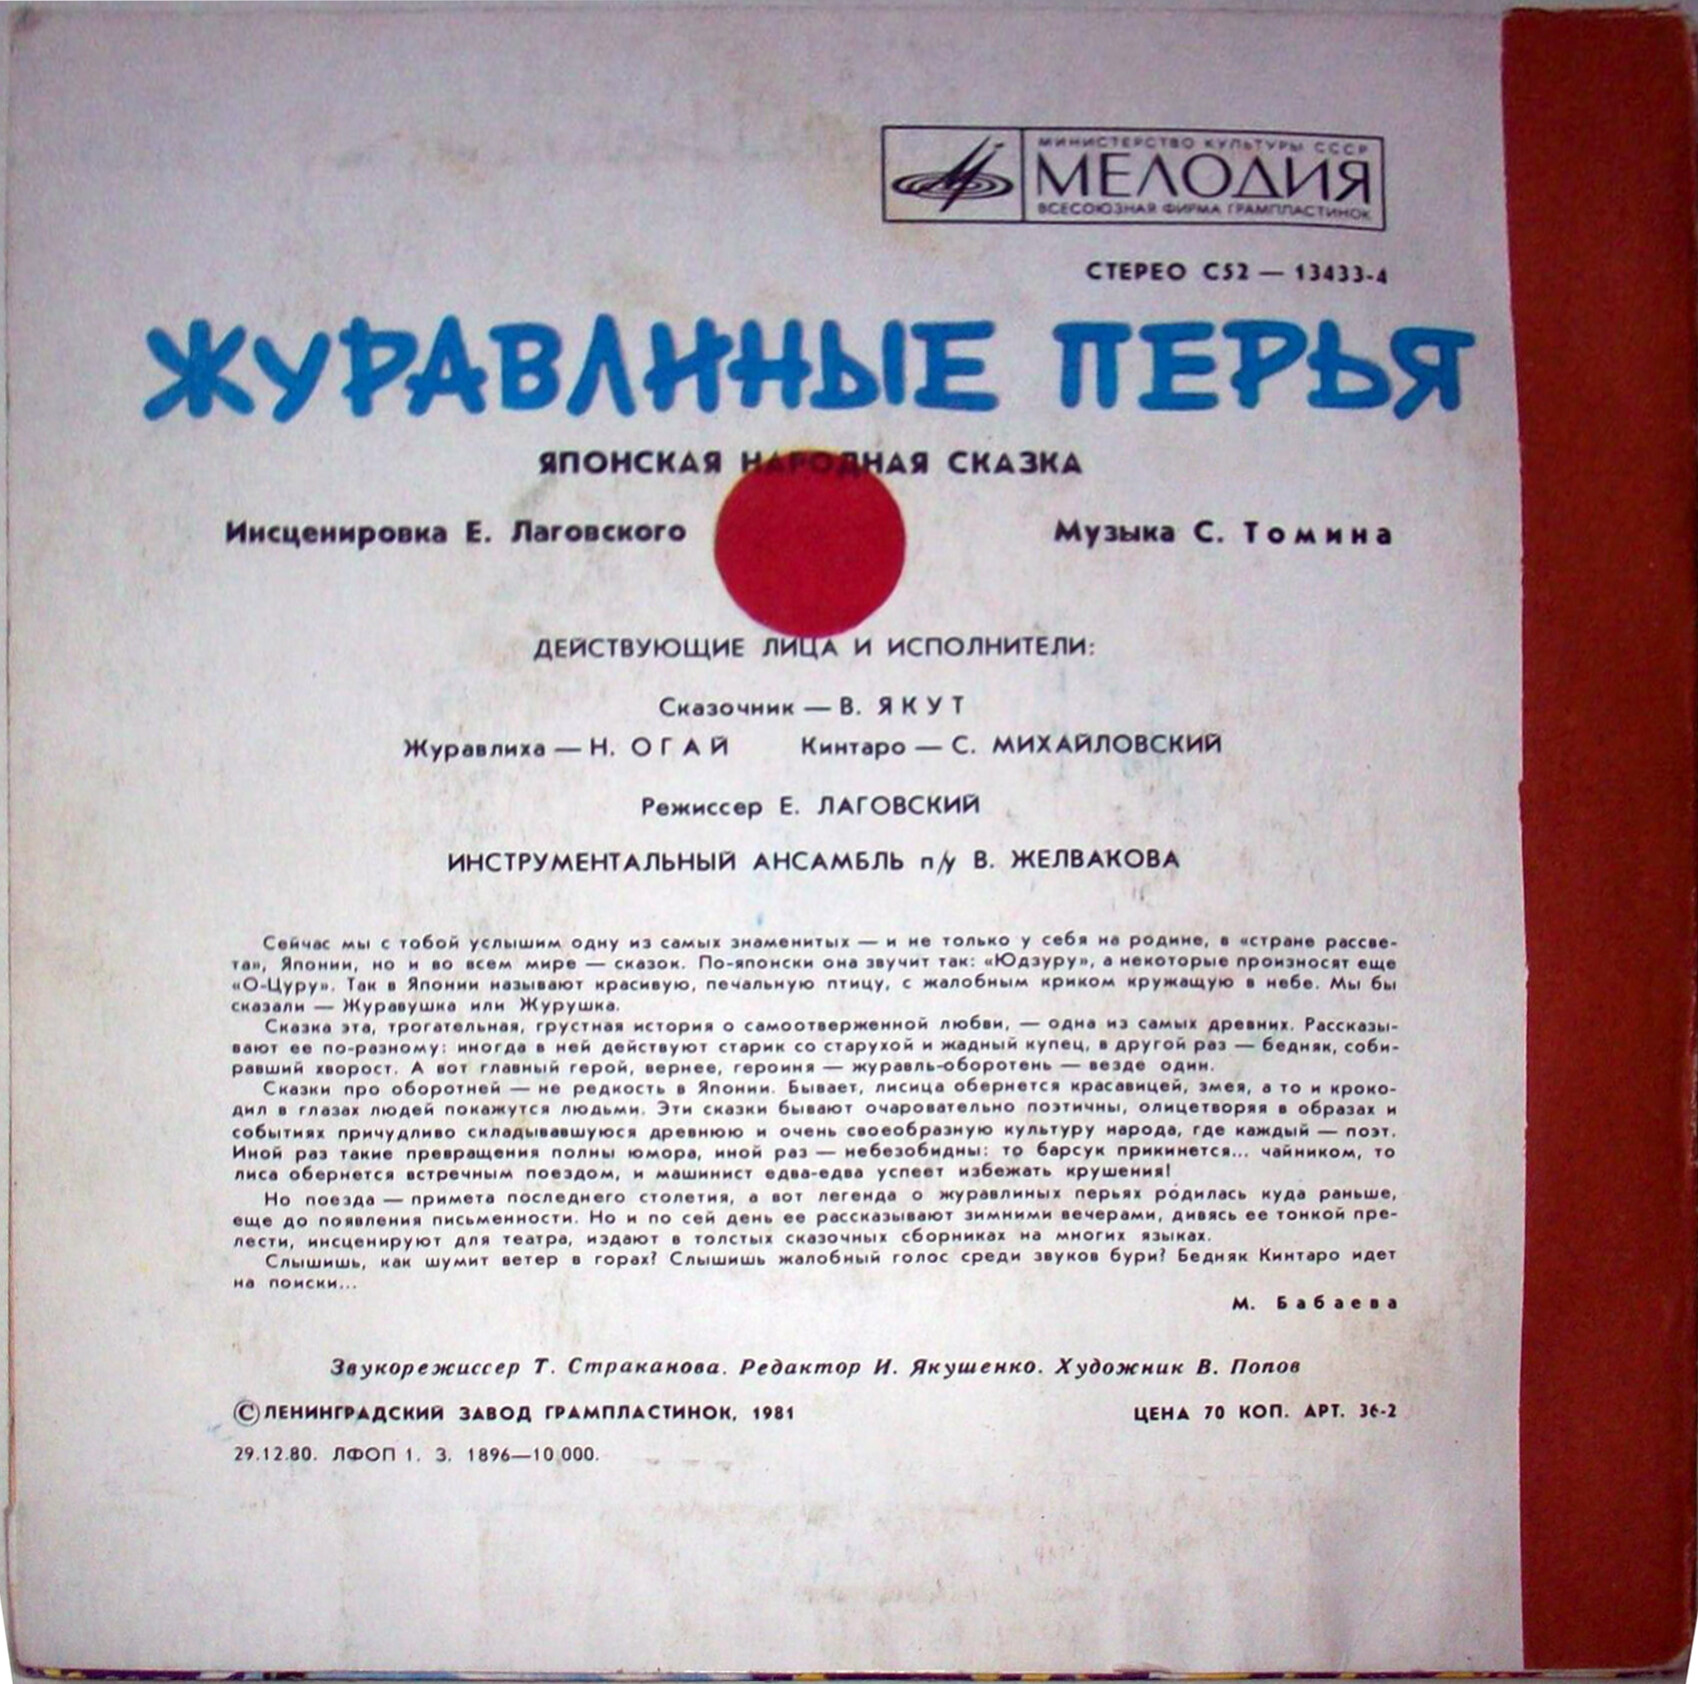 МИНИСТЕРСТВО КУЛЬТУРЫ СССР
МЕЛОДИЯ
ВСЕСОЮЗНАЯ ФИРМА ГРАМПЛАСТИНОК
СТЕРЕО С52 — 13433-4
ЖУРАВЛИНЫЕ ПЕРЬЯ
ЯПОНСКАЯ НАРОДНАЯ СКАЗКА
Инсценировка Е. Лаговского Музыка С. Томина
ДЕЙСТВУЮЩИЕ ЛИЦА И ИСПОЛНИТЕЛИ:
Сказочник — В. ЯКУТ
Журавлиха — Н. ОГАЙ Кинтаро — С. МИХАЙЛОВСКИЙ
Режиссер Е. ЛАГОВСКИЙ
ИНСТРУМЕНТАЛЬНЫЙ АНСАМБЛЬ п/у В. ЖЕЛВАКОВА
Сейчас мы с тобой услышим одну из самых знаменитых — и не только у себя на родине, в «стране рассве-
та», Японии, но и во всем мире — сказок. По-японски она звучит так: «Юдзуру», а некоторые произносят еще
«О-Цуру». Так в Японии называют красивую, печальную птицу, с жалобным криком кружащую в небе. Мы бы
сказали — Журавушка или Журушка.
Сказка эта, трогательная, грустная история о самоотверженной любви, — одна из самых древних. Рассказы-
вают ее по-разному: иногда в ней действуют старик со старухой и жадный купец, в другой раз — бедняк, соби-
равший хворост. А вот главный герой, вернее, героиня — журавль-оборотень — везде один.
Сказки про оборотней — не редкость в Японии. Бывает, лисица обернется красавицей, змея, а то и кроко-
дил в глазах людей покажутся людьми. Эти сказки бывают очаровательно поэтичны, олицетворяя в образах и
событиях причудливо складывавшуюся древнюю и очень своеобразную культуру народа, где каждый — поэт.
Иной раз такие превращения полны юмора, иной раз — небезобидны: то барсук прикинется... чайником, то
лиса обернется встречным поездом, и машинист едва-едва успеет избежать крушения!
Но поезда — примета последнего столетия, а вот легенда о журавлиных перьях родилась куда раньше,
еще до появления письменности. Но и по сей день ее рассказывают зимними вечерами, дивясь ее тонкой пре-
лести, инсценируют для театра, издают в толстых сказочных сборниках на многих языках.
Слышишь, как шумит ветер в горах? Слышишь жалобный голос среди звуков бури? Бедняк Кинтаро идет
на поиски...
М. Бабаева
Звукорежиссер Т. Страканова. Редактор И. Якушенко. Художник В. Попов
© ЛЕНИНГРАДСКИЙ ЗАВОД ГРАМПЛАСТИНОК, 1981 ЦЕНА 70 КОП. АРТ. 36-2
29.12.80. ЛФОП 1. З. 1896—10 000.